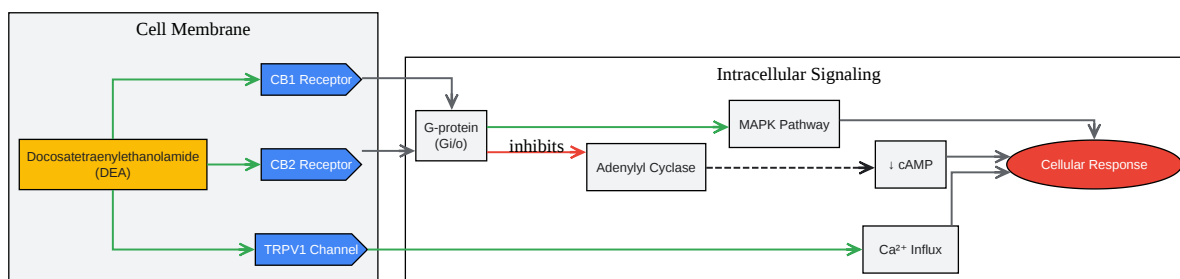 Cell Membrane
Intracellular Signaling
CB1 Receptor
G-protein
(Gi/o)
MAPK Pathway
inhibits
Docosatetraenylethanolamide
(DEA)
CB2 Receptor
Adenylyl Cyclase
↓ cAMP
Cellular Response
TRPV1 Channel
Ca²⁺ Influx